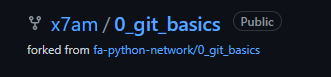 x7am / 0_git_basics Public
forked from fa-python-network/0_git_basics